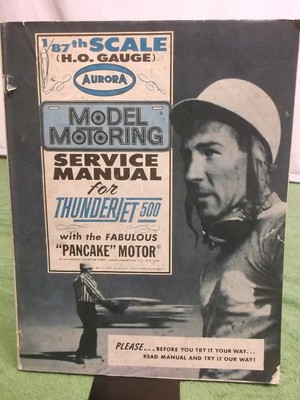 1/87th SCALE
(H.O. GAUGE)
AURORA
MODEL
MOTORING
SERVICE
MANUAL
for
THUNDERJET 500
with the FABULOUS
"PANCAKE" MOTOR*
PLEASE... BEFORE YOU TRY IT YOUR WAY...
READ MANUAL AND TRY IT OUR WAY!